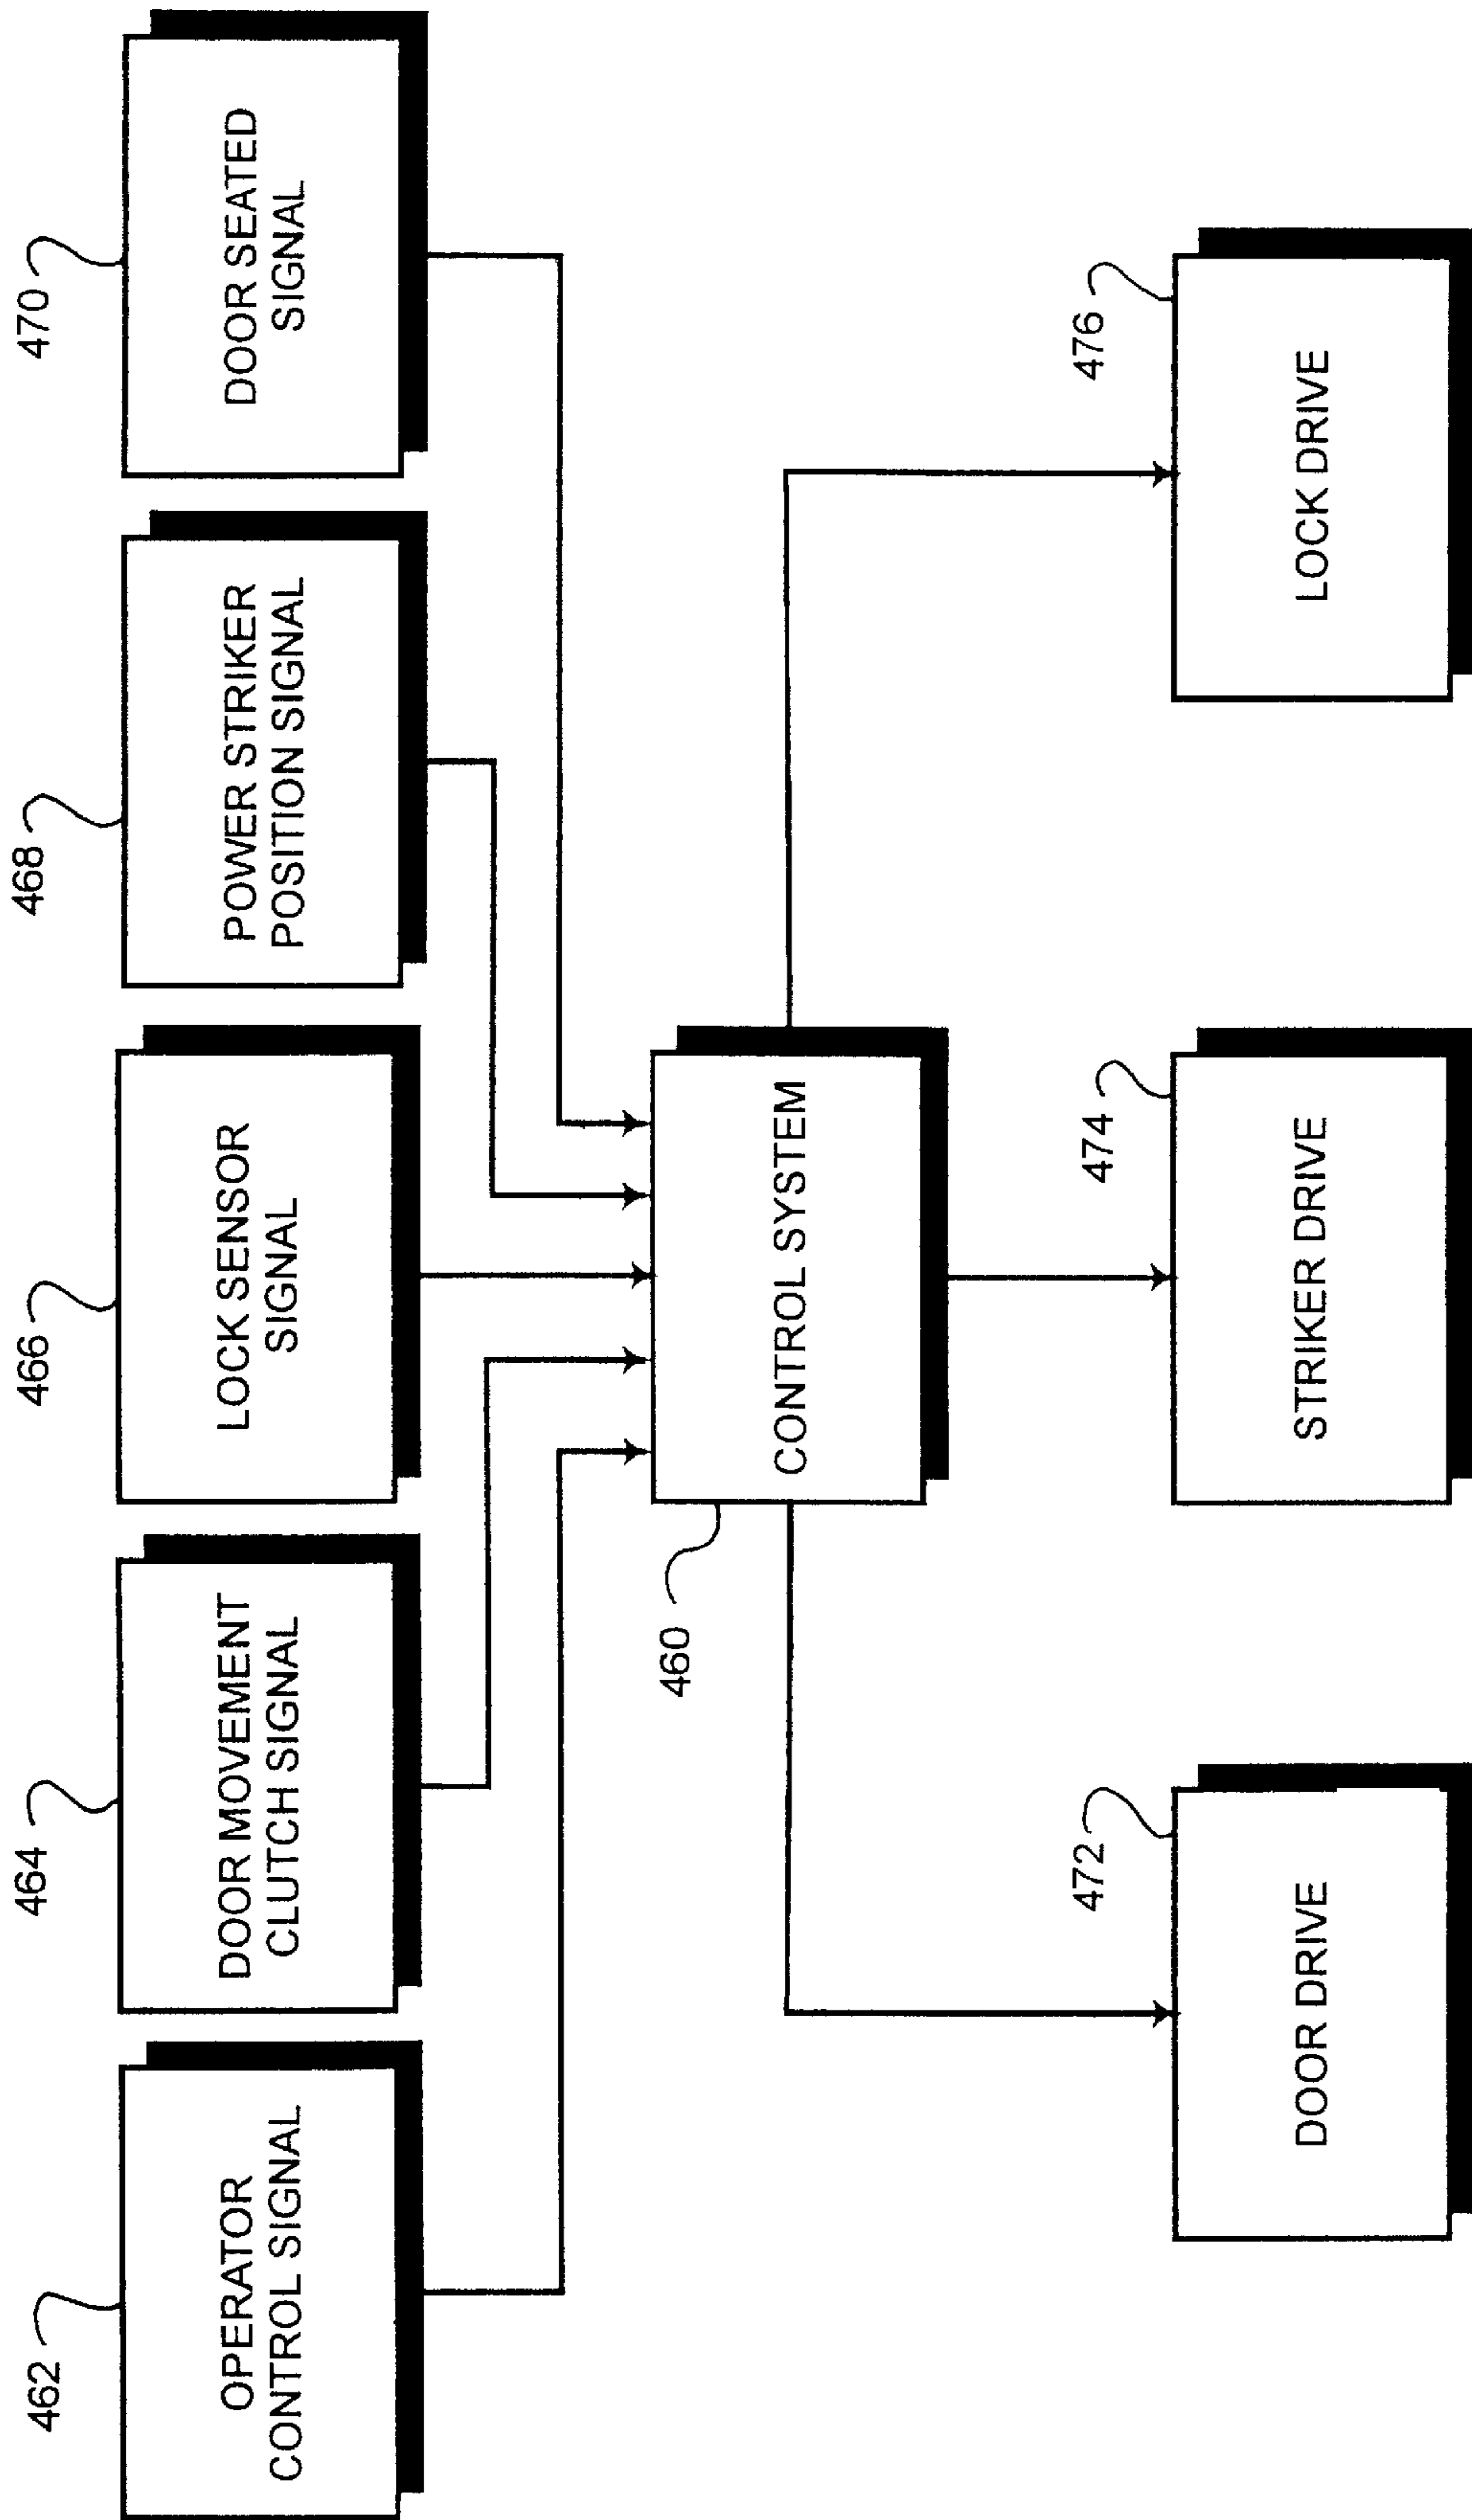 462
OPERATOR
CONTROL SIGNAL
464
DOOR MOVEMENT
CLUTCH SIGNAL
466
LOCK SENSOR
SIGNAL
468
POWER STRIKER
POSITION SIGNAL
470
DOOR SEATED
SIGNAL
460
CONTROL SYSTEM
472
DOOR DRIVE
474
STRIKER DRIVE
476
LOCK DRIVE